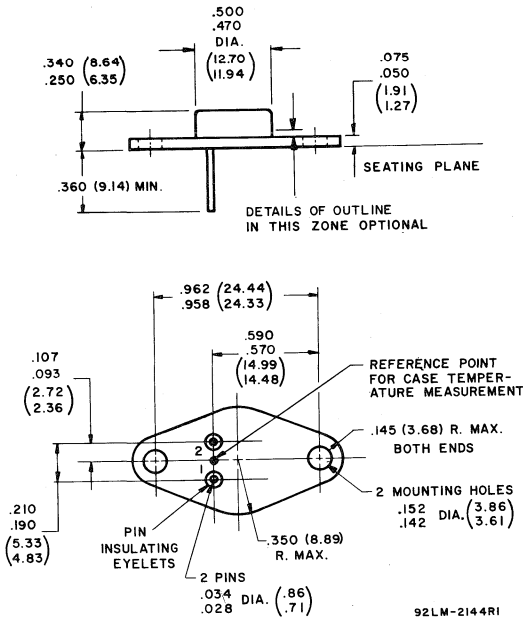 .500
.470
DIA.
(12.70
11.94)
.340 (8.64
.250 6.35)
.075
.050
(1.91
1.27)
SEATING PLANE
.360 (9.14) MIN.
DETAILS OF OUTLINE
IN THIS ZONE OPTIONAL
.962 (24.44
.958 24.33)
.590
.570
(14.99
14.48)
.107
.093
(2.72
2.36)
REFERENCE POINT
FOR CASE TEMPER-
ATURE MEASUREMENT
.145 (3.68) R. MAX.
BOTH ENDS
2
1
2 MOUNTING HOLES
.152
.142 DIA. (3.86
3.61)
.210
.190
(5.33
4.83)
PIN
INSULATING
EYELETS
.350 (8.89)
R. MAX.
2 PINS
.034
.028 DIA. (.86
.71)
92LM-2144R1